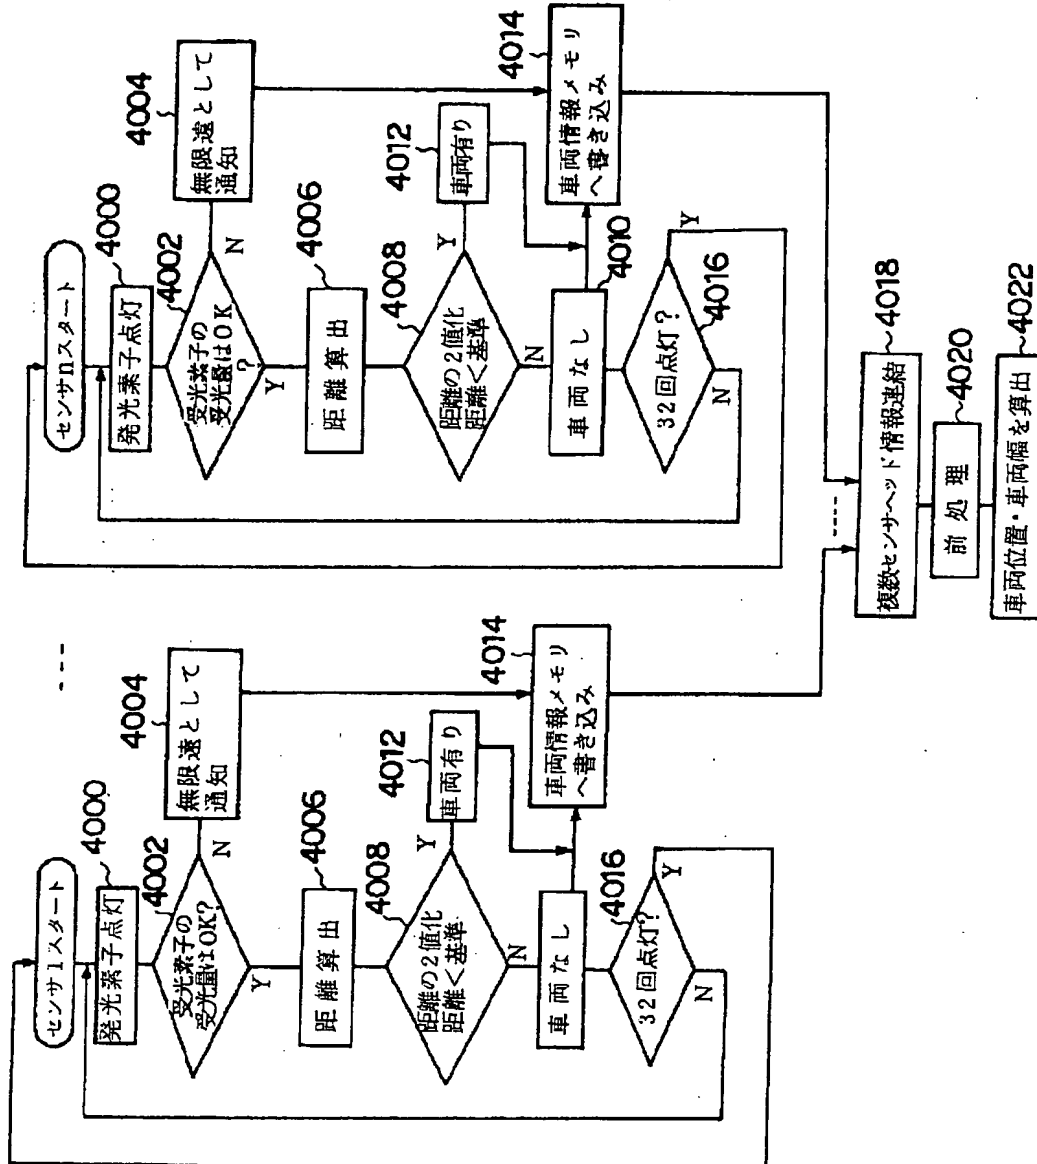 センサ1スタート
発光素子点灯
4000
受光素子の
受光量はOK?
4002
Y
N
無限遠として
通知
4004
距離算出
4006
距離の2値化
距離<基準
4008
Y
N
車両有り
4012
車両なし
車両情報メモリ
へ書き込み
4014
32回点灯?
4016
Y
N
センサnスタート
発光素子点灯
4000
受光素子の
受光量はOK
?
4002
Y
N
無限遠として
通知
4004
距離算出
4006
距離の2値化
距離<基準
4008
Y
N
車両有り
4012
車両なし
4010
車両情報メモリ
へ書き込み
4014
32回点灯?
4016
Y
N
複数センサヘッド情報連結
4018
前処理
4020
車両位置・車両幅を算出
4022